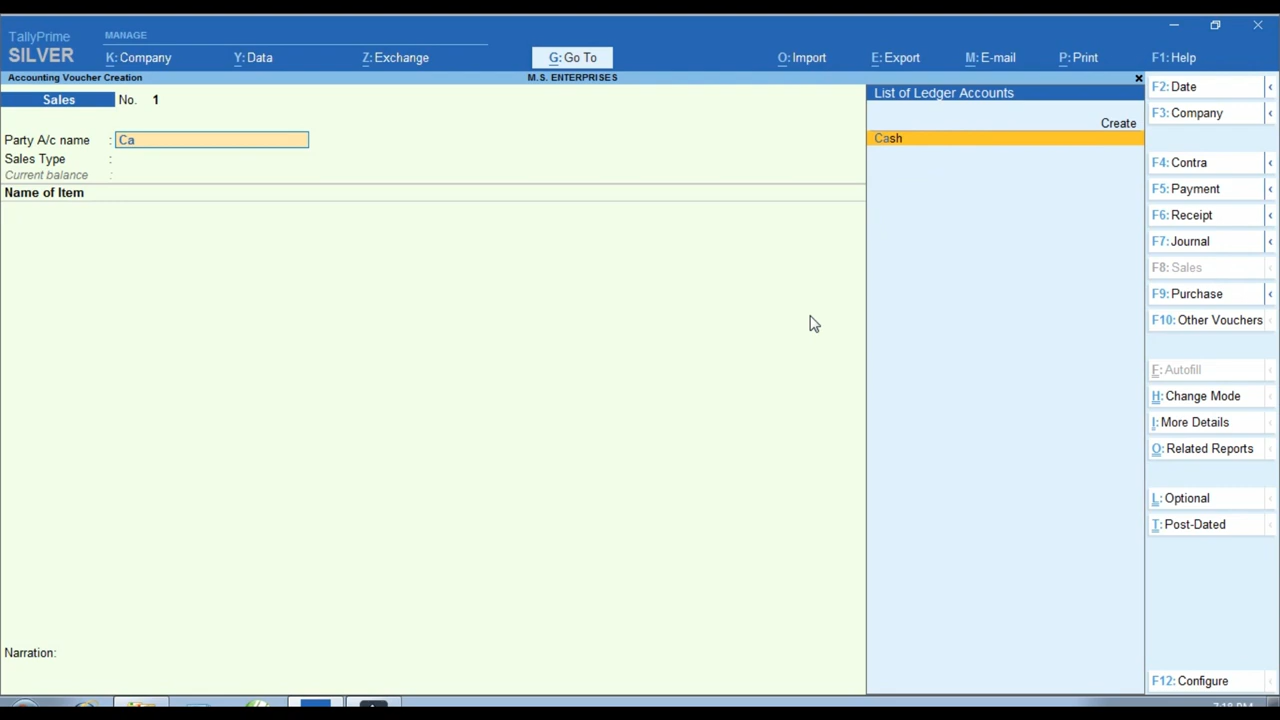 TallyPrime
SILVER
MANAGE
K: Company
Y: Data
Z: Exchange
G: Go To
O: Import
E: Export
M: E-mail
P: Print
F1: Help
Accounting Voucher Creation
M.S. ENTERPRISES
Sales No. 1
Party A/c name : Ca
Sales Type :
Current balance :
Name of Item
Narration:
List of Ledger Accounts
Create
Cash
F2: Date
F3: Company
F4: Contra
F5: Payment
F6: Receipt
F7: Journal
F8: Sales
F9: Purchase
F10: Other Vouchers
F: Autofill
H: Change Mode
I: More Details
O: Related Reports
L: Optional
T: Post-Dated
F12: Configure